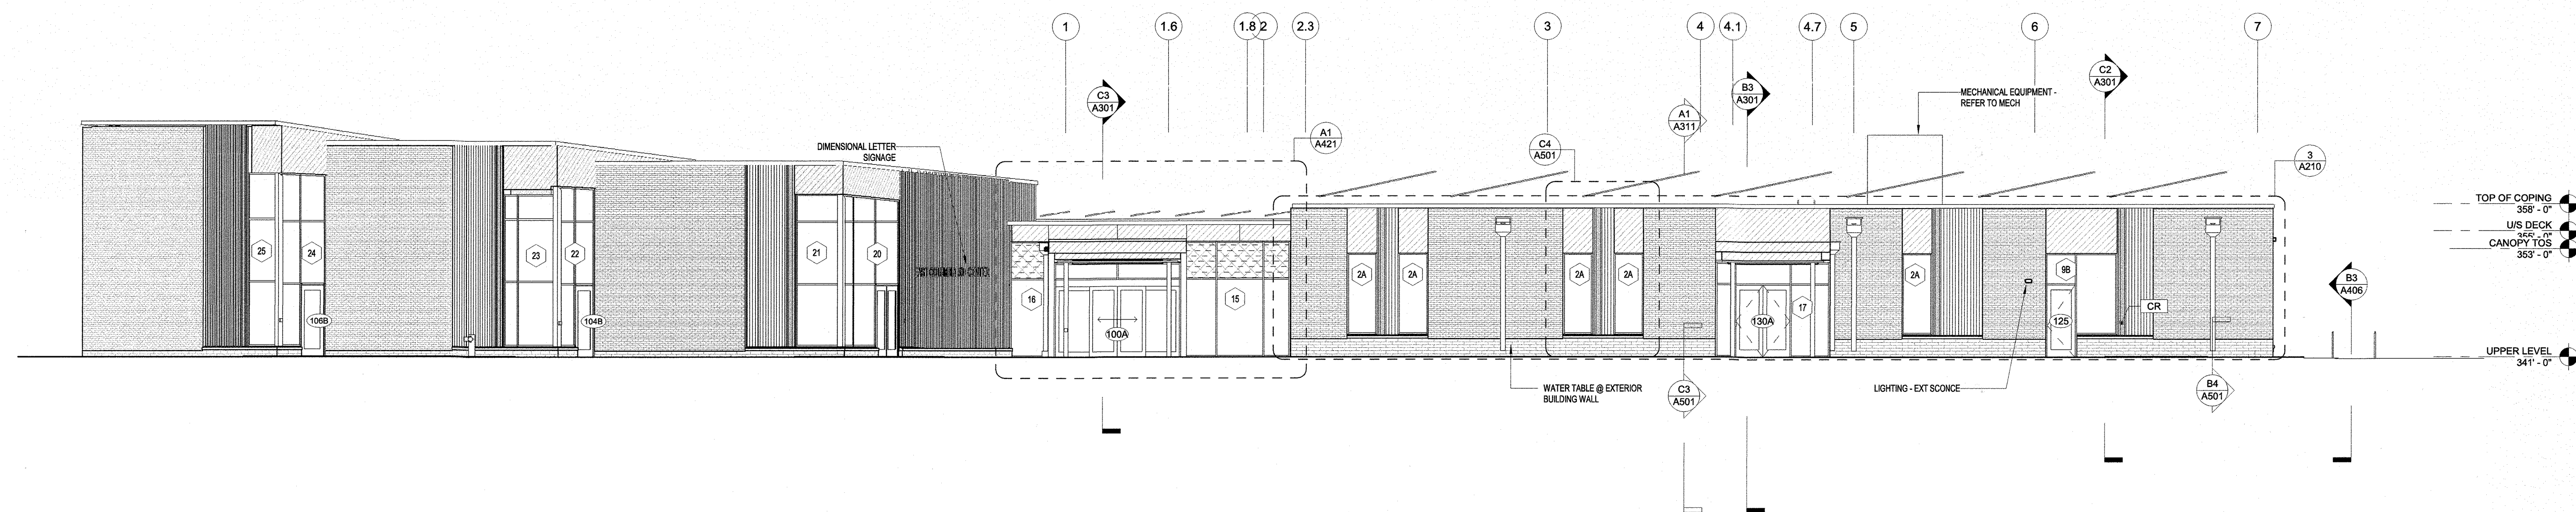 1
1.6
1.8
2
2.3
3
4
4.1
4.7
5
6
7
C3
A301
A1
A421
C4
A501
A1
A311
B3
A301
MECHANICAL EQUIPMENT -
REFER TO MECH
C2
A301
3
A210
DIMENSIONAL LETTER
SIGNAGE
TOP OF COPING
358' - 0"
U/S DECK
355' - 0"
CANOPY TOS
353' - 0"
25
24
23
22
21
20
16
15
2A
2A
2A
2A
17
2A
9B
B3
A406
106B
104B
100A
130A
125
CR
UPPER LEVEL
341' - 0"
WATER TABLE @ EXTERIOR
BUILDING WALL
C3
A501
LIGHTING - EXT SCONCE
B4
A501